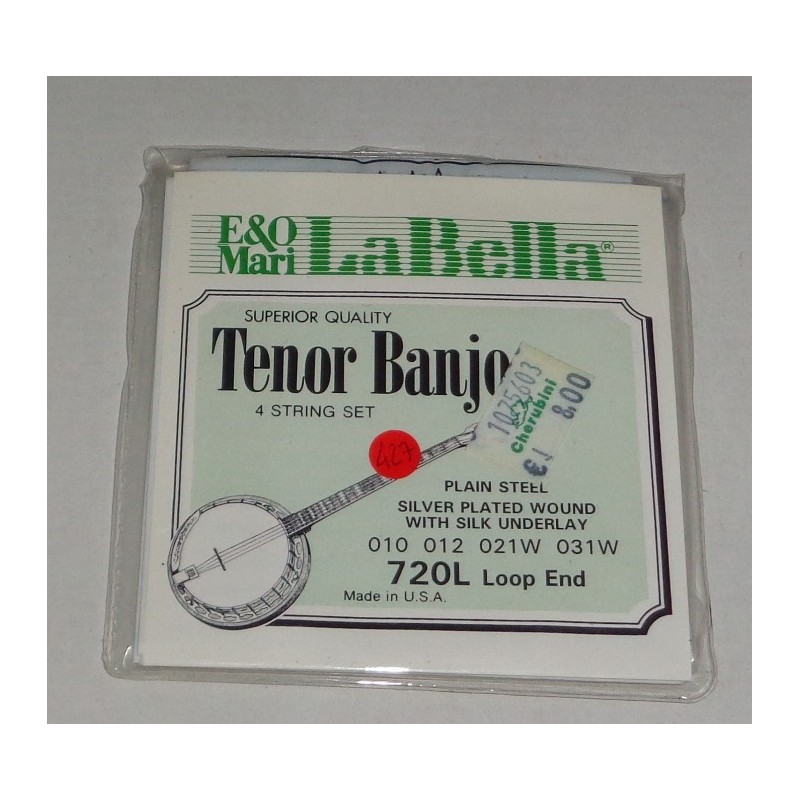 E&O
Mari
LaBella®
SUPERIOR QUALITY
Tenor Banjo
4 STRING SET
1025603
Cherubini
£ 8.00
427
PLAIN STEEL
SILVER PLATED WOUND
WITH SILK UNDERLAY
010 012 021W 031W
720L Loop End
Made in U.S.A.